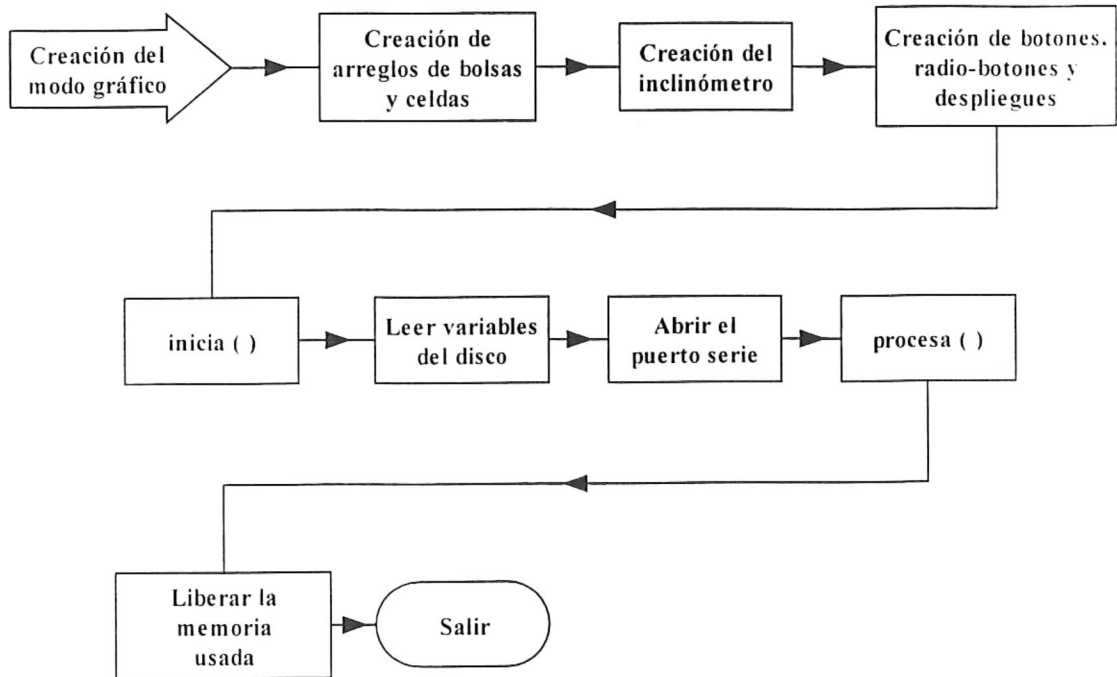 Creación del
modo gráfico
Creación de
arreglos de bolsas
y celdas
Creación del
inclinómetro
Creación de botones.
radio-botones y
despliegues
inicia ( )
Leer variables
del disco
Abrir el
puerto serie
procesa ( )
Liberar la
memoria
usada
Salir